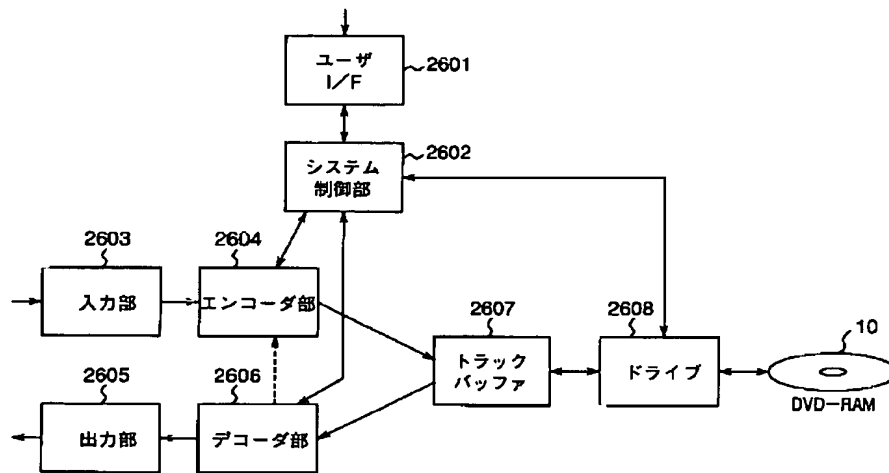 ユーザ
I/F
2601
システム
制御部
2602
2603
入力部
2604
エンコーダ部
2605
出力部
2606
デコーダ部
2607
トラック
バッファ
2608
ドライブ
10
DVD-RAM